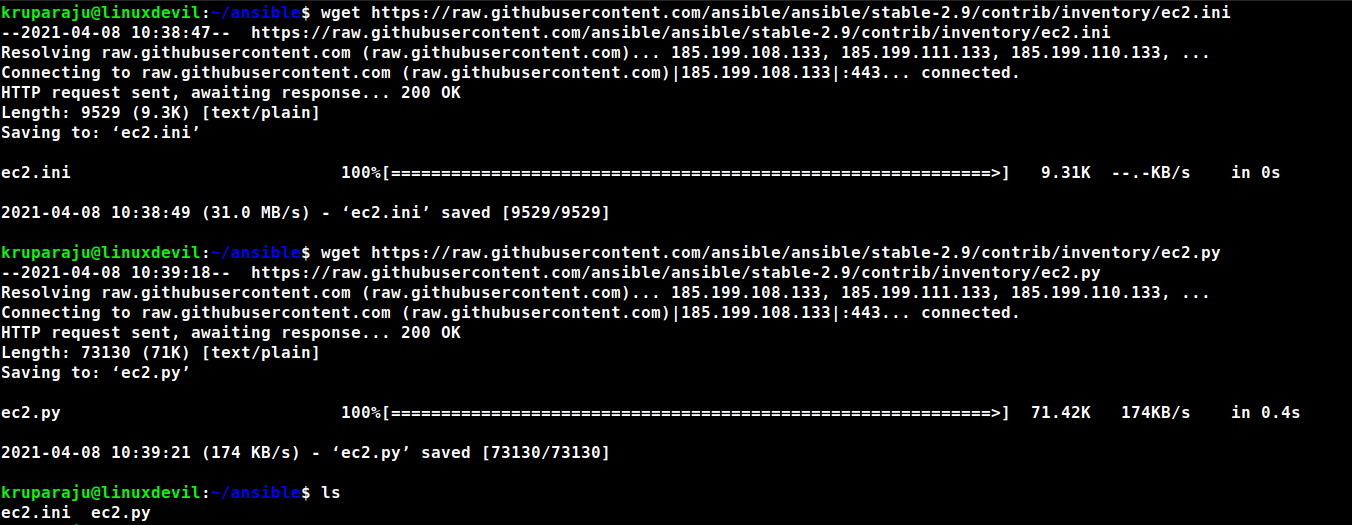 kruparaju@linuxdevil:~/ansible$ wget https://raw.githubusercontent.com/ansible/ansible/stable-2.9/contrib/inventory/ec2.ini
--2021-04-08 10:38:47--  https://raw.githubusercontent.com/ansible/ansible/stable-2.9/contrib/inventory/ec2.ini
Resolving raw.githubusercontent.com (raw.githubusercontent.com)... 185.199.108.133, 185.199.111.133, 185.199.110.133, ...
Connecting to raw.githubusercontent.com (raw.githubusercontent.com)|185.199.108.133|:443... connected.
HTTP request sent, awaiting response... 200 OK
Length: 9529 (9.3K) [text/plain]
Saving to: ‘ec2.ini’
ec2.ini                           100%[============================================================>]   9.31K  --.-KB/s    in 0s
2021-04-08 10:38:49 (31.0 MB/s) - ‘ec2.ini’ saved [9529/9529]
kruparaju@linuxdevil:~/ansible$ wget https://raw.githubusercontent.com/ansible/ansible/stable-2.9/contrib/inventory/ec2.py
--2021-04-08 10:39:18--  https://raw.githubusercontent.com/ansible/ansible/stable-2.9/contrib/inventory/ec2.py
Resolving raw.githubusercontent.com (raw.githubusercontent.com)... 185.199.108.133, 185.199.111.133, 185.199.110.133, ...
Connecting to raw.githubusercontent.com (raw.githubusercontent.com)|185.199.108.133|:443... connected.
HTTP request sent, awaiting response... 200 OK
Length: 73130 (71K) [text/plain]
Saving to: ‘ec2.py’
ec2.py                            100%[============================================================>]  71.42K   174KB/s    in 0.4s
2021-04-08 10:39:21 (174 KB/s) - ‘ec2.py’ saved [73130/73130]
kruparaju@linuxdevil:~/ansible$ ls
ec2.ini  ec2.py